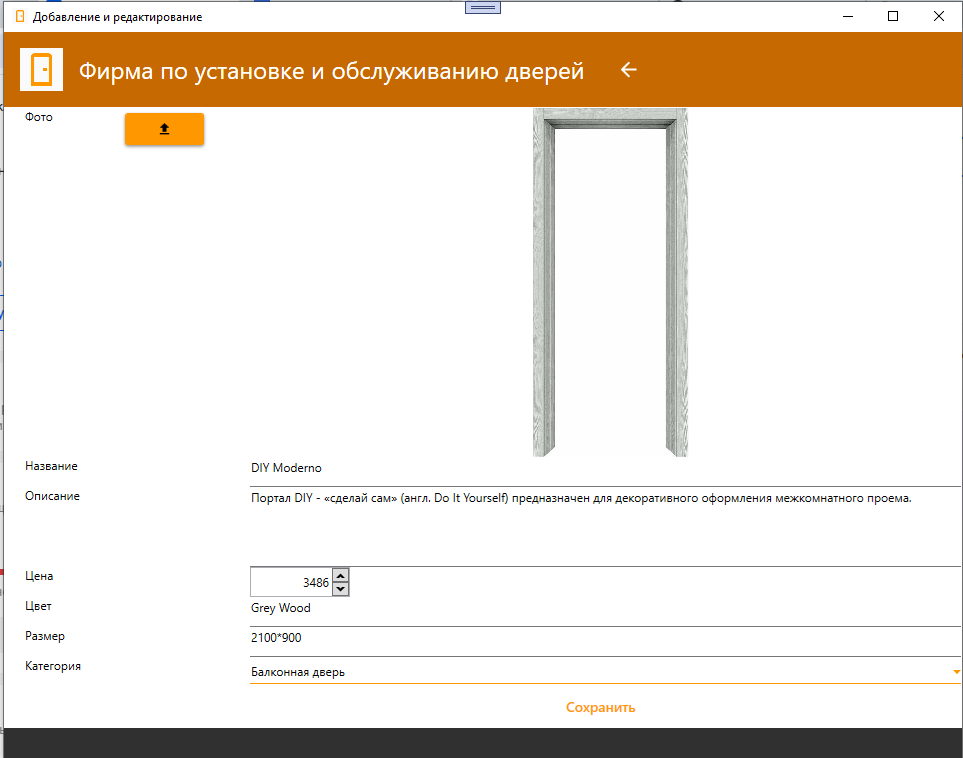 Добавление и редактирование
Фирма по установке и обслуживанию дверей
Фото
Название
DIY Moderno
Описание
Портал DIY - «сделай сам» (англ. Do It Yourself) предназначен для декоративного оформления межкомнатного проема.
Цена
3486
Цвет
Grey Wood
Размер
2100*900
Категория
Балконная дверь
Сохранить